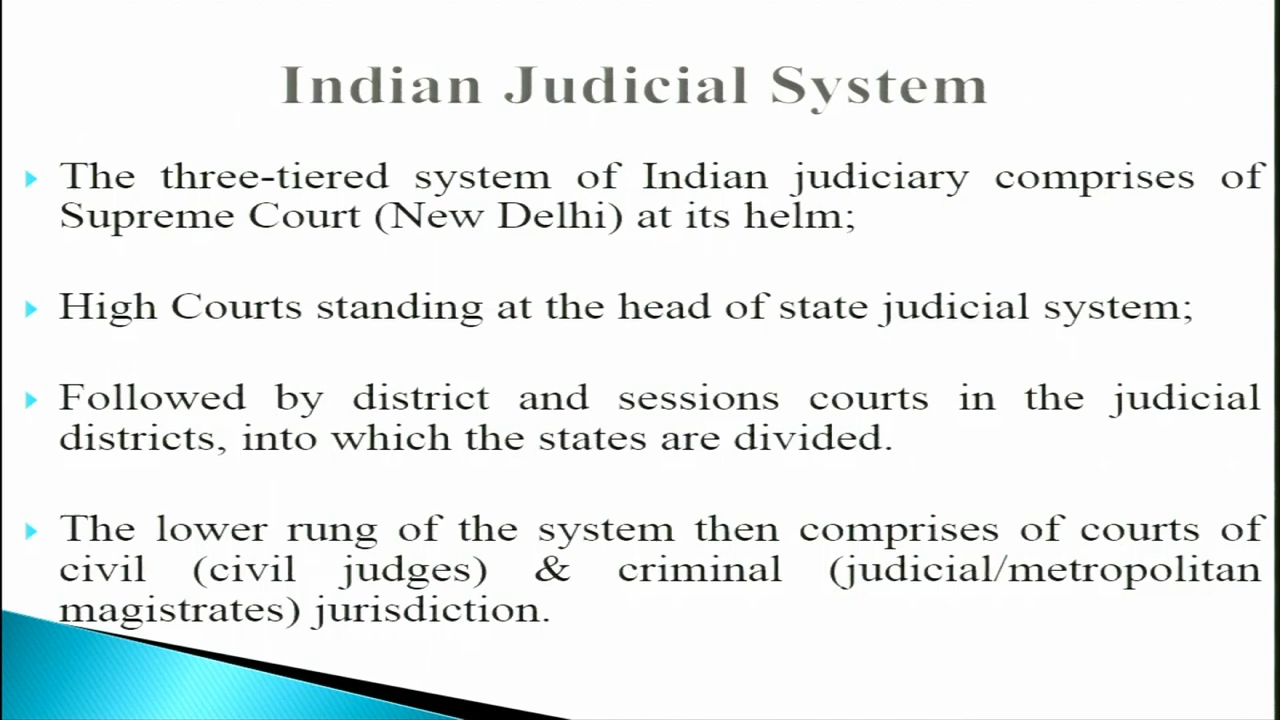 Indian Judicial System
The three-tiered system of Indian judiciary comprises of
Supreme Court (New Delhi) at its helm;
High Courts standing at the head of state judicial system;
Followed by district and sessions courts in the judicial
districts, into which the states are divided.
The lower rung of the system then comprises of courts of
civil (civil judges) & criminal (judicial/metropolitan
magistrates) jurisdiction.